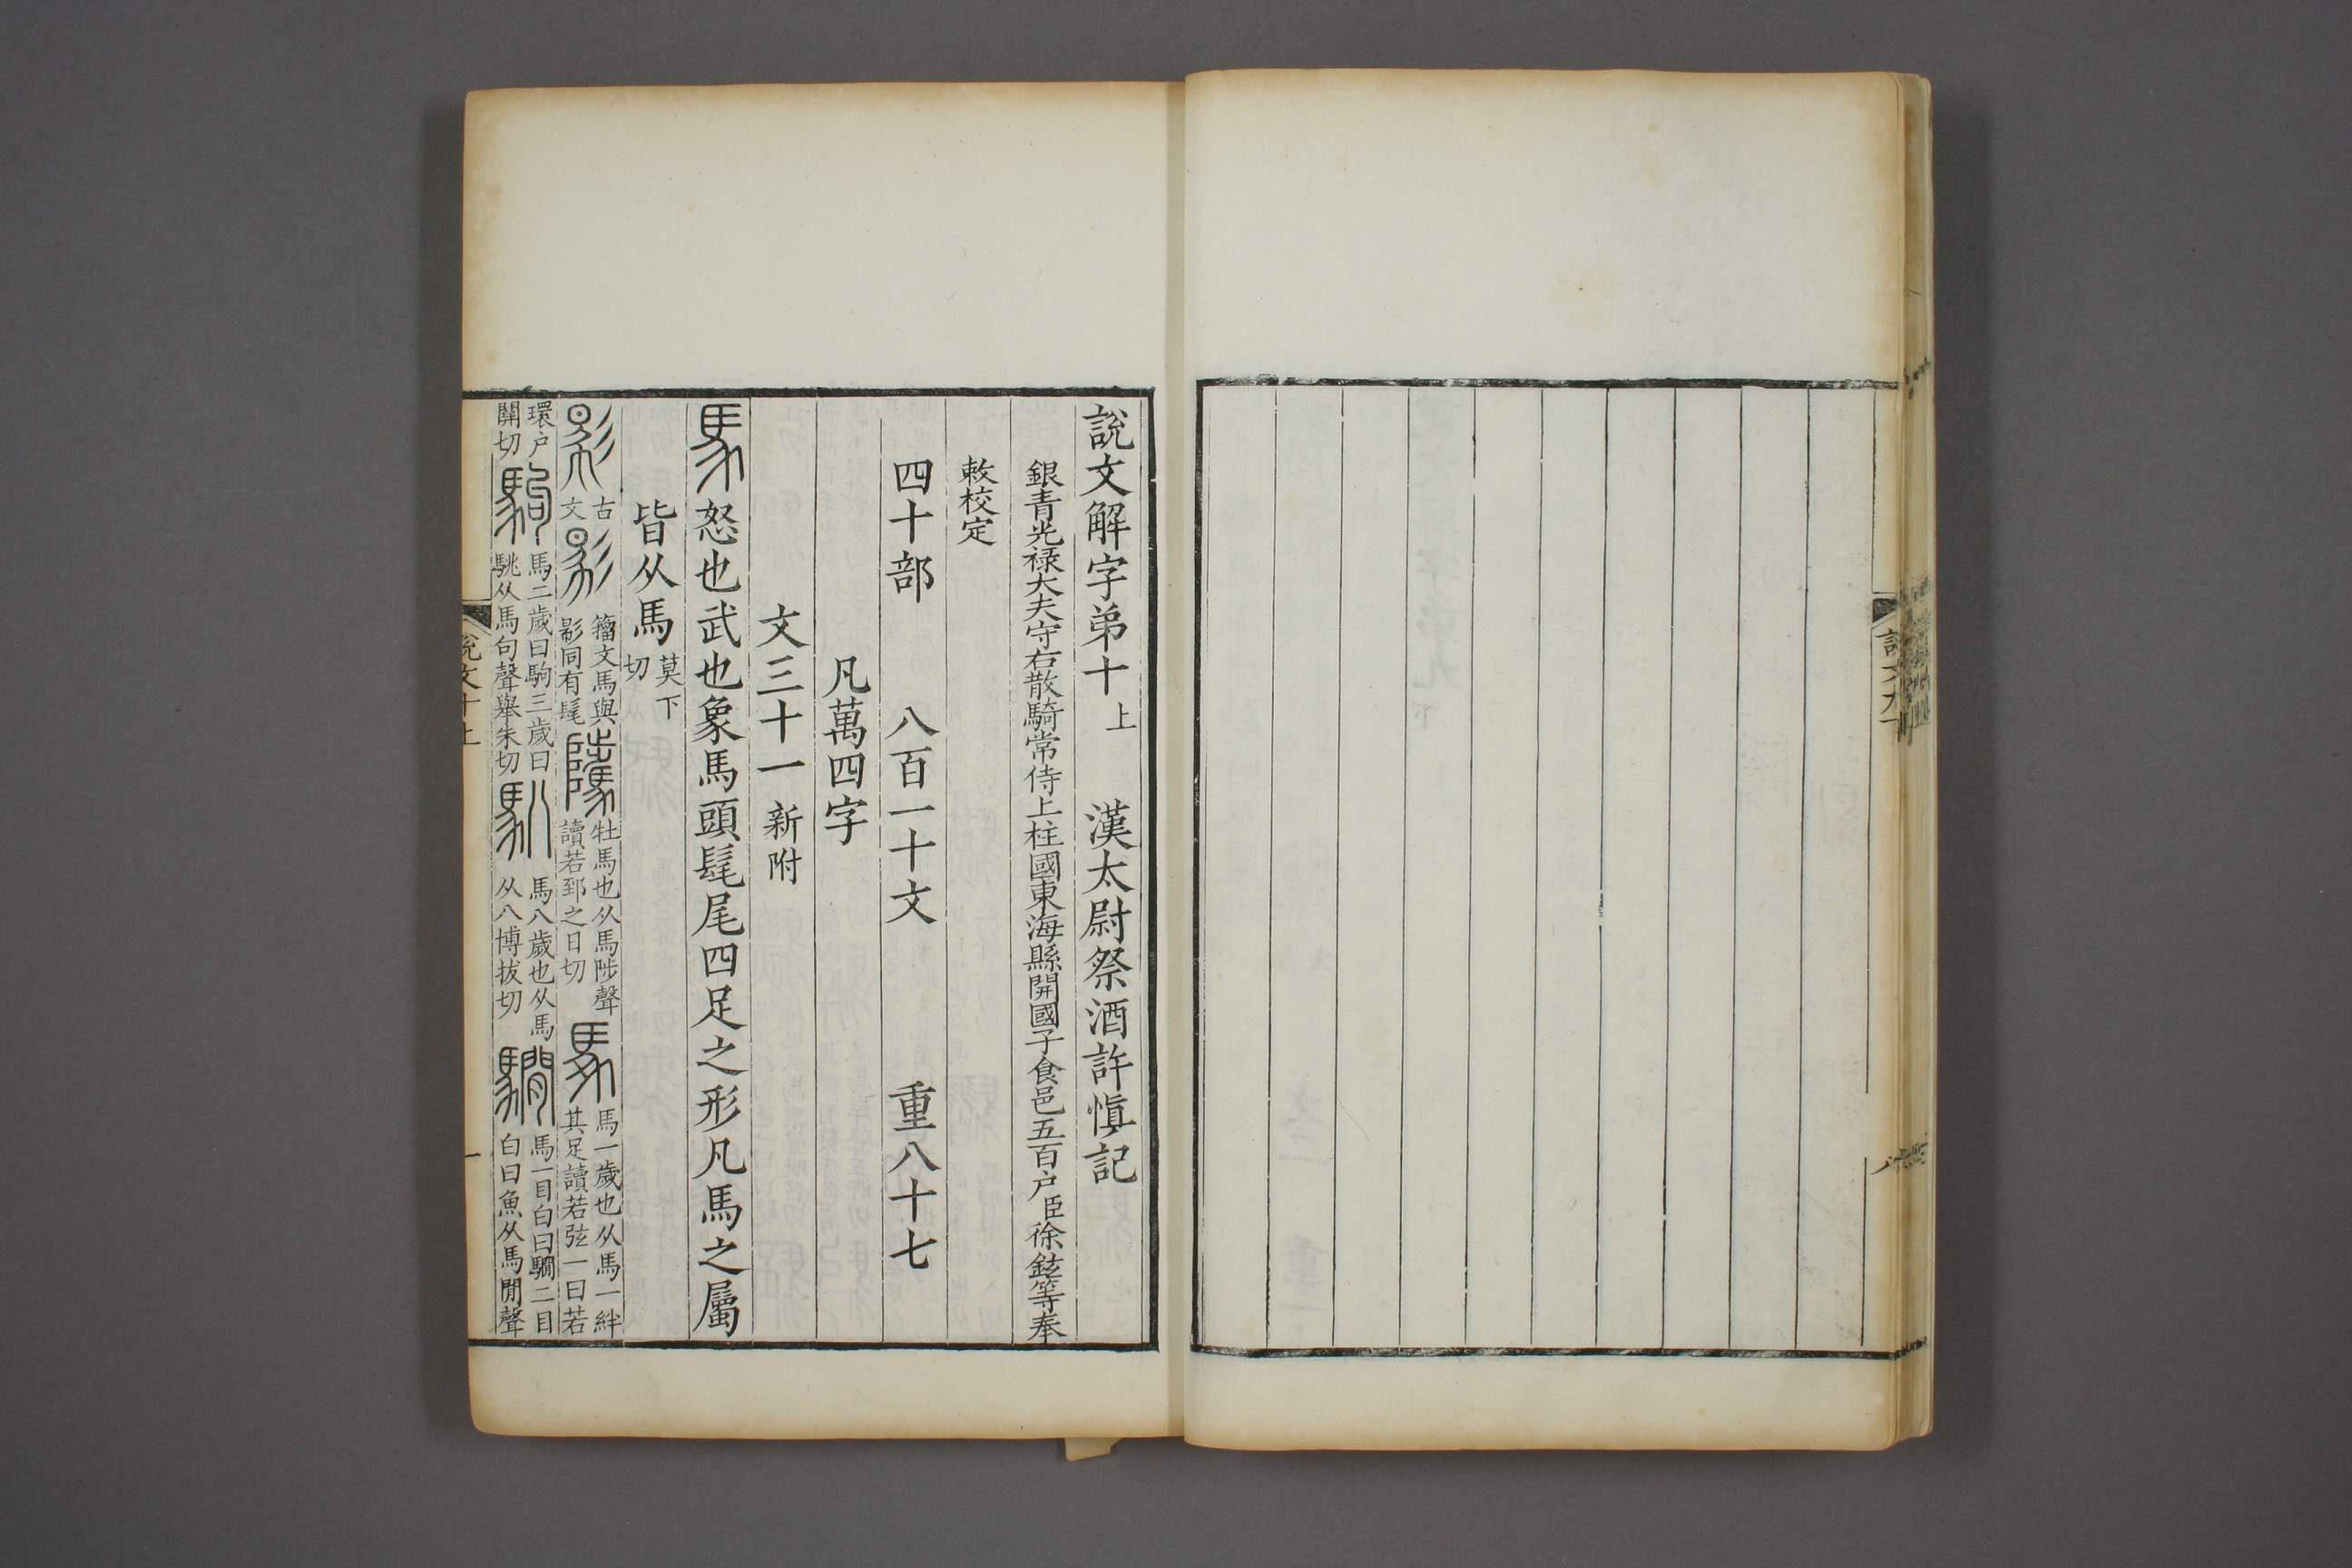 說文九
八
說文解字弟十上 漢太尉祭酒許慎記
銀青光禄大夫守右散騎常侍上柱國東海縣開國子食邑五百户臣徐鉉等奉
敕校定
四十部 八百一十文 重八十七
凡萬四字
文三十一新附
馬怒也武也象馬頭髦尾四足之形凡馬之屬
皆从馬莫下切
古文 籒文馬與影同有髦 騭牡馬也从馬陟聲讀若郅之日切 馬一歲也从馬一絆其足讀若弦一曰若
環户關切 駒馬二歲曰駒三歲曰駣从馬句聲舉朱切 馬八歲也从馬从八博拔切 馬一目白曰瞯二目白曰魚从馬閒聲
說文十上
一